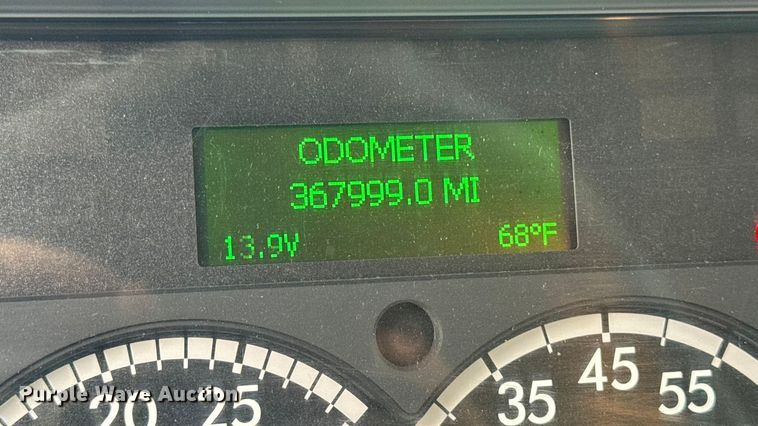 ODOMETER
367999.0 MI
13.9V 68°F
20 25 35 45 55
Purple Wave Auction